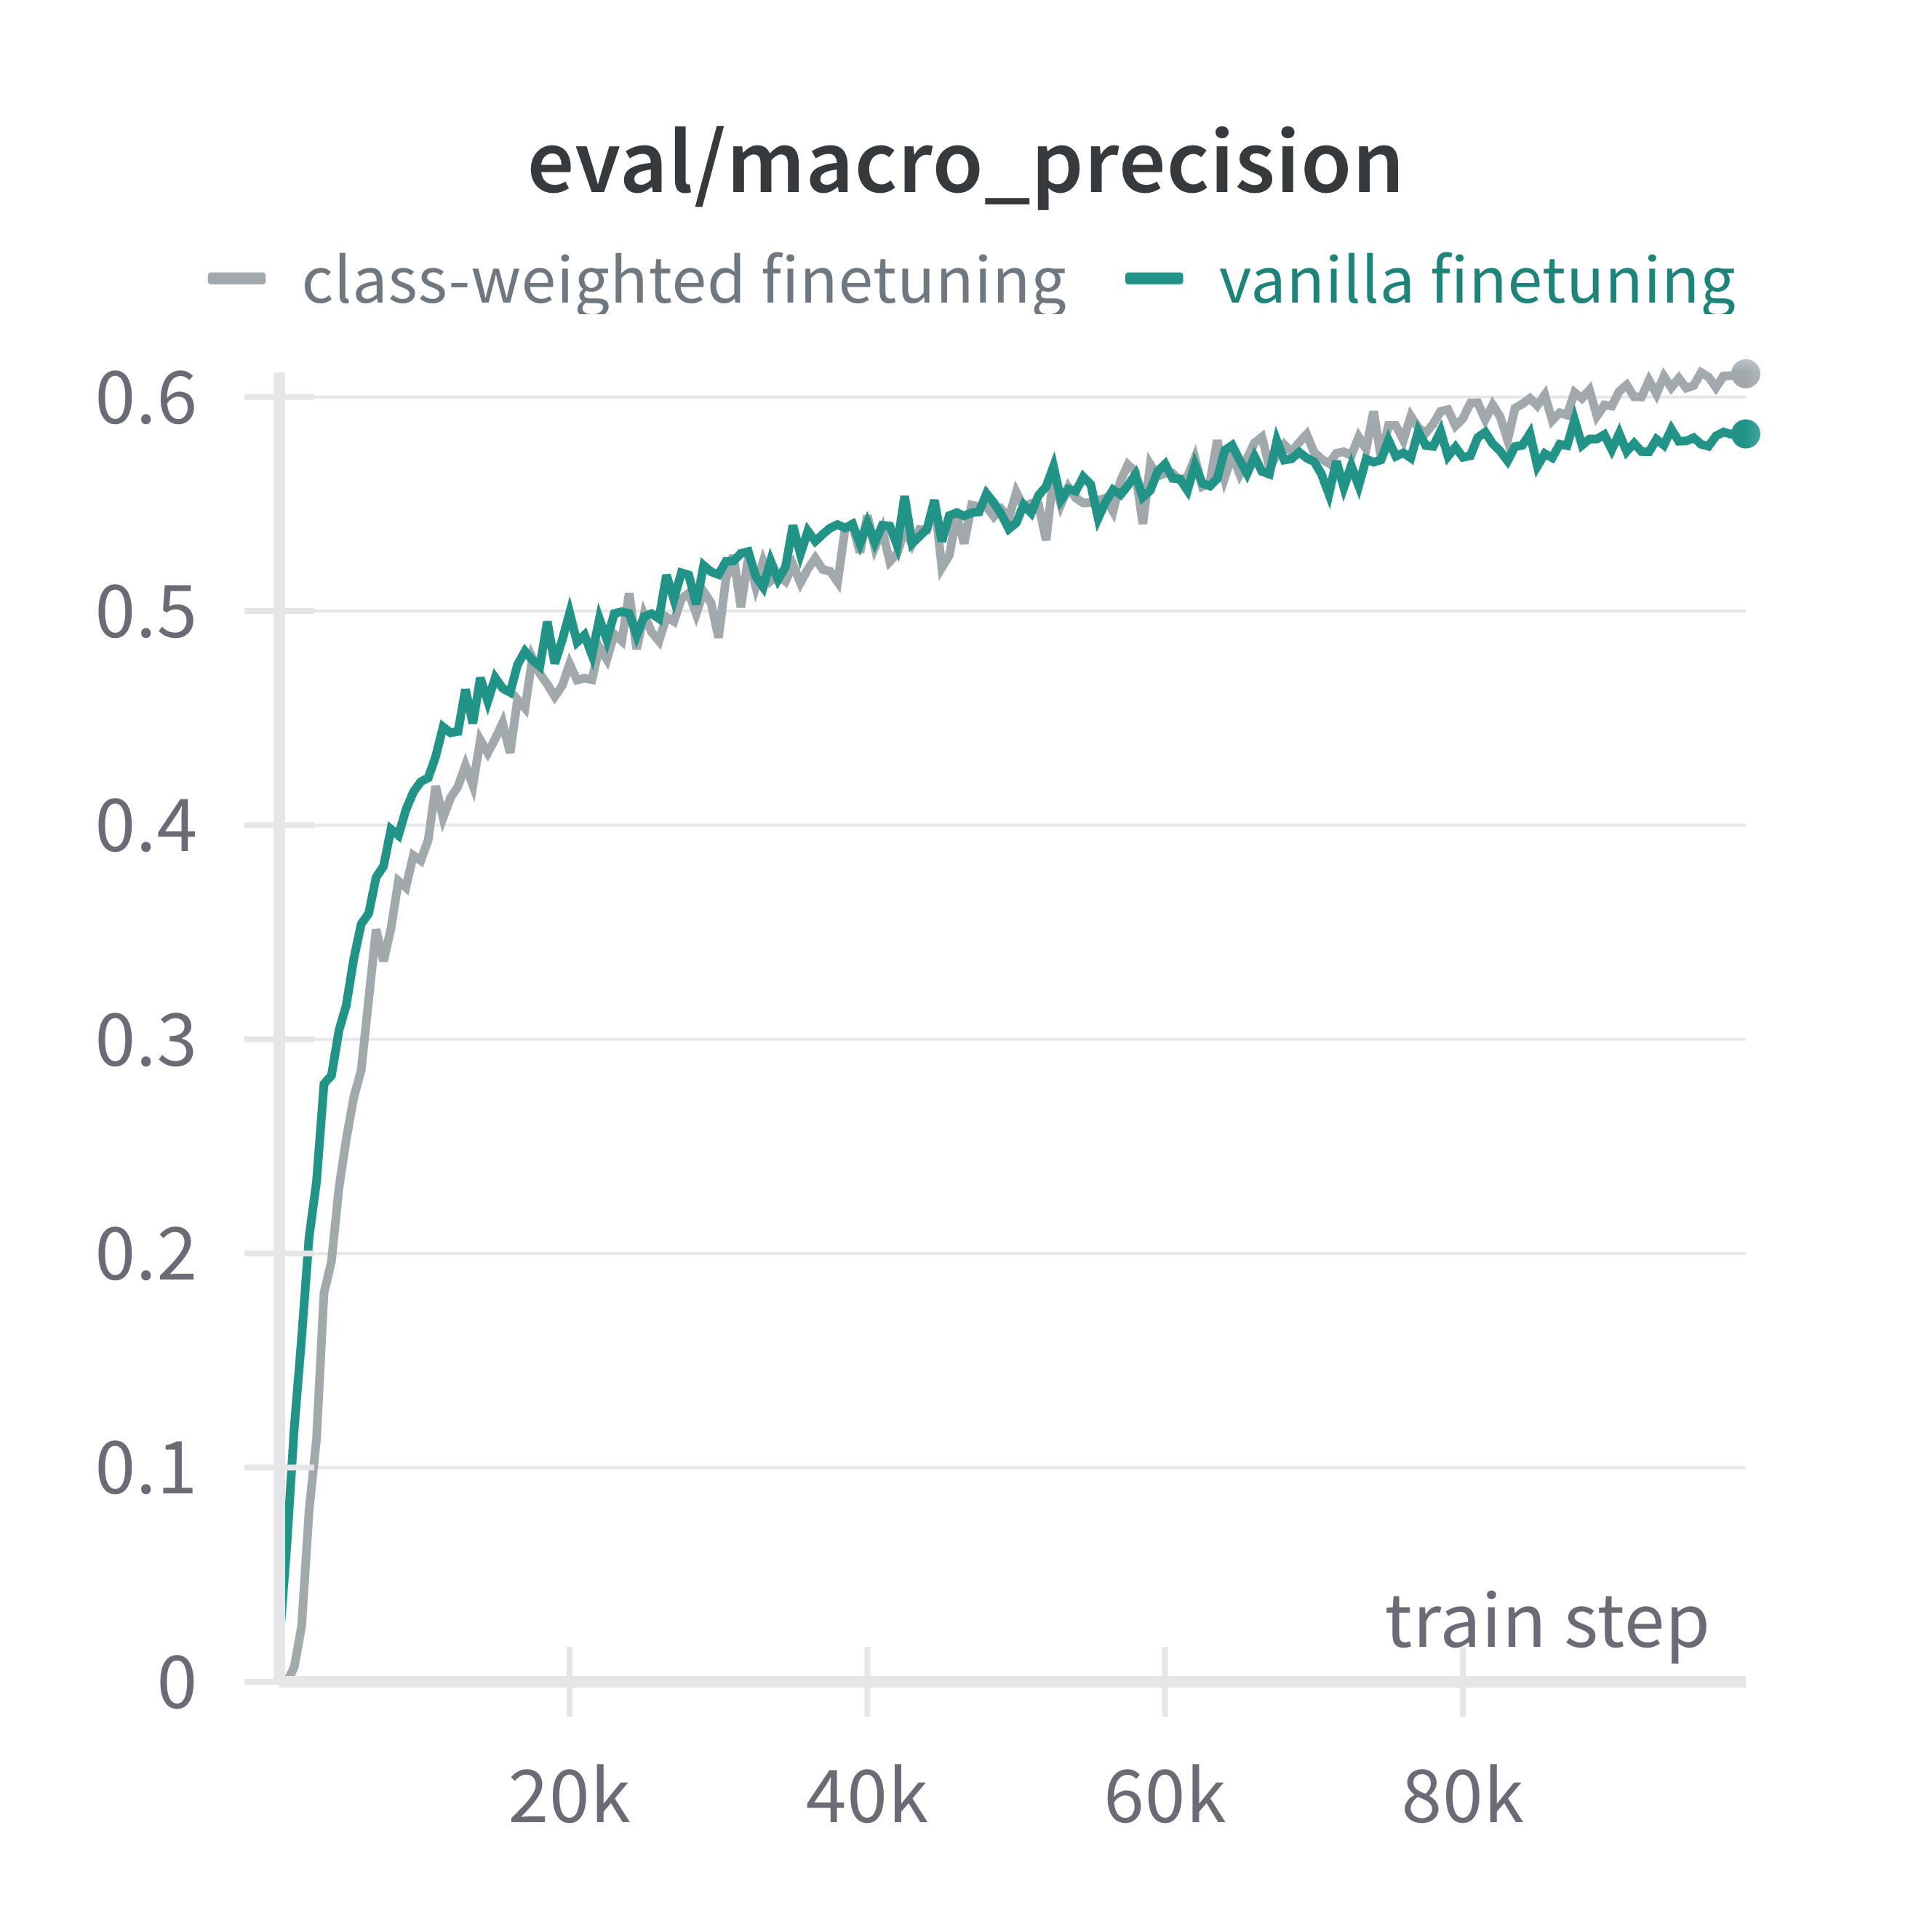 eval/macro_precision
class-weighted finetuning vanilla finetuning
0.6
0.5
0.4
0.3
0.2
0.1
train step
0
20k 40k 60k 80k